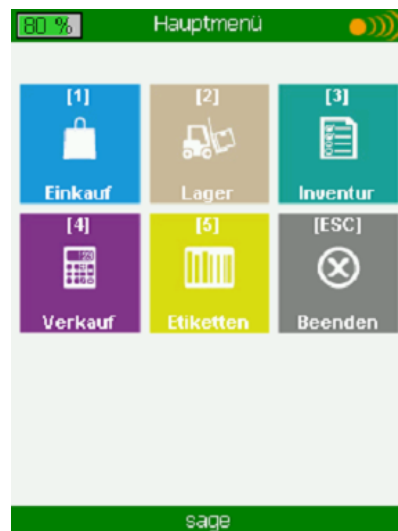 80 %
Hauptmenü
[1]
[2]
[3]
Einkauf
Lager
Inventur
[4]
[5]
[ESC]
Verkauf
Etiketten
Beenden
sage